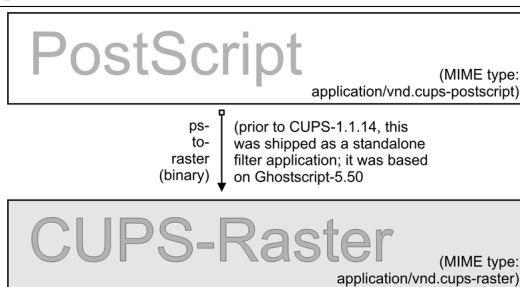 PostScript
(MIME type:
application/vnd.cups-postscript)
ps-
to-
raster
(binary)
(prior to CUPS-1.1.14, this
was shipped as a standalone
filter application; it was based
on Ghostscript-5.50
CUPS-Raster
(MIME type:
application/vnd.cups-raster)